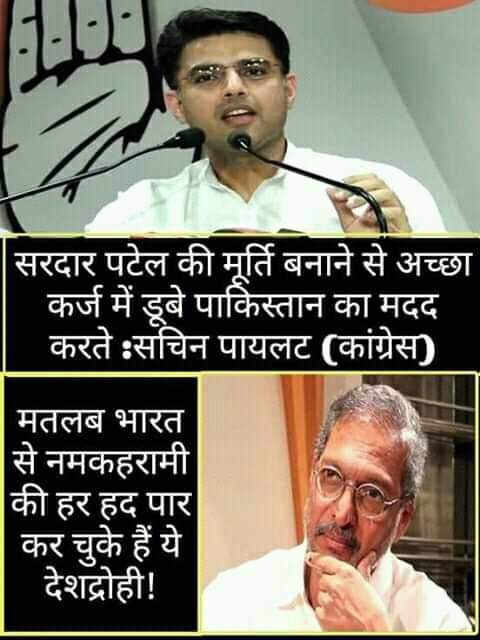 सरदार पटेल की मूर्ति बनाने से अच्छा
कर्ज में डूबे पाकिस्तान का मदद
करते :सचिन पायलट (कांग्रेस)
मतलब भारत
से नमकहरामी
की हर हद पार
कर चुके हैं ये
देशद्रोही!